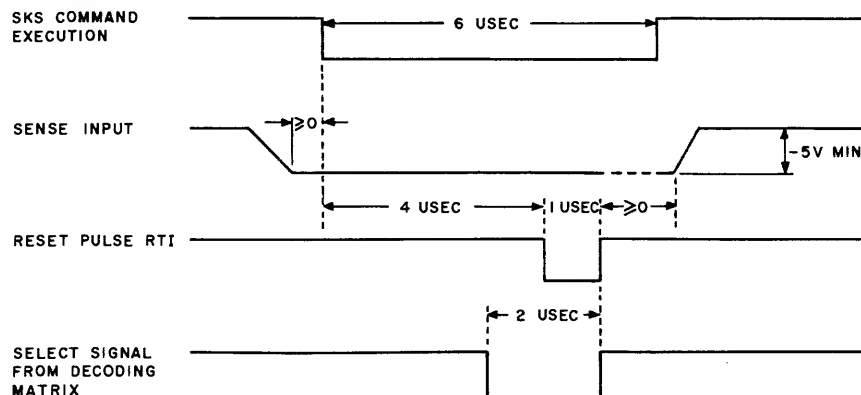 SKS COMMAND
EXECUTION
6 USEC
SENSE INPUT
≥0
-5V MIN
4 USEC
1 USEC
≥0
RESET PULSE RTI
2 USEC
SELECT SIGNAL
FROM DECODING
MATRIX